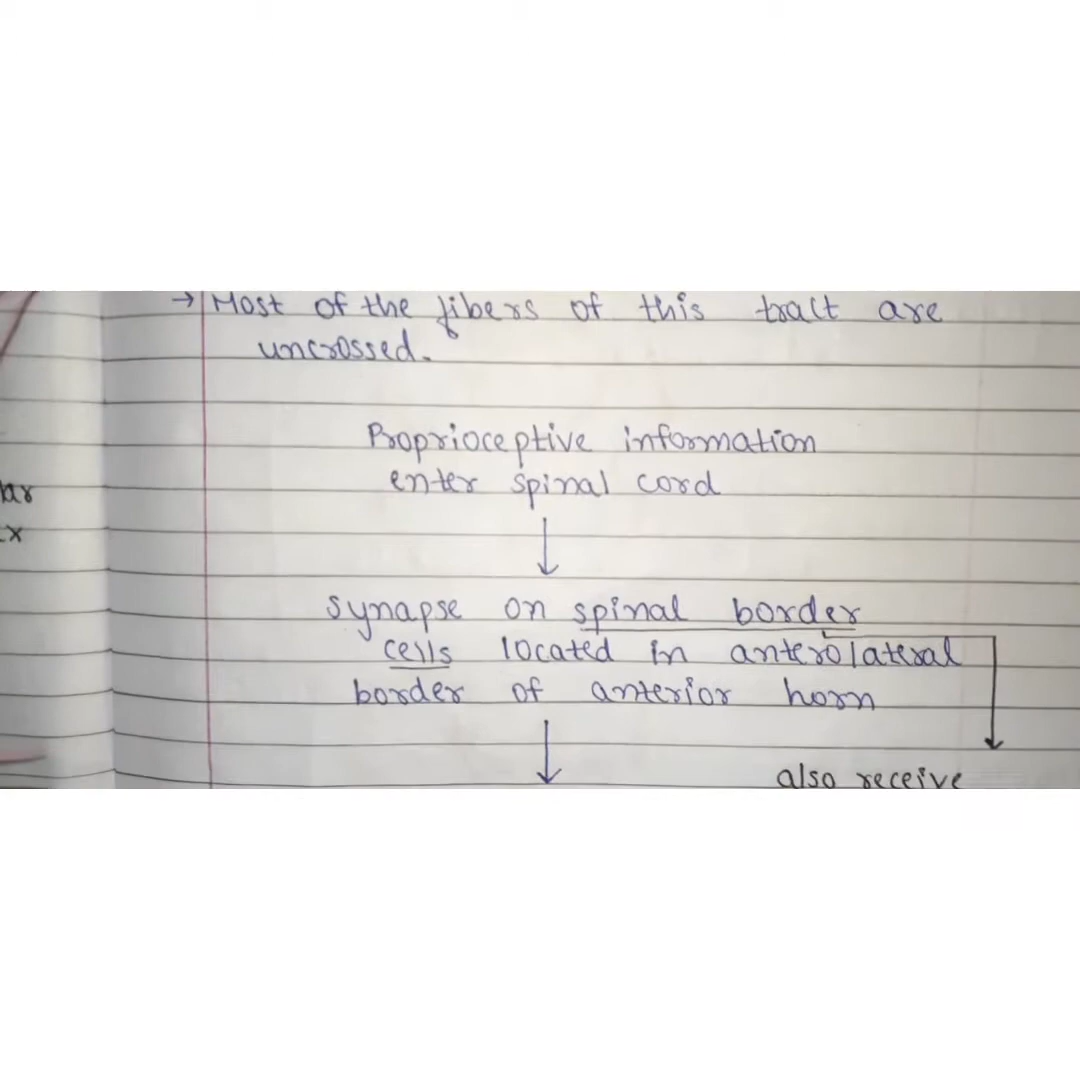 → Most of the fibers of this tract are
uncrossed.
Proprioceptive information
enter spinal cord
↓
synapse on spinal border
cells located in anterolateral
border of anterior horn
↓
also receive